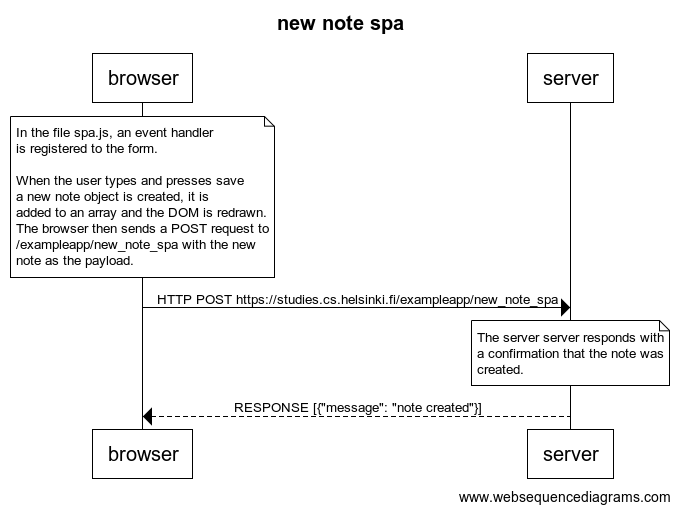 new note spa
browser
server
In the file spa.js, an event handler
is registered to the form.
When the user types and presses save
a new note object is created, it is
added to an array and the DOM is redrawn.
The browser then sends a POST request to
/exampleapp/new_note_spa with the new
note as the payload.
HTTP POST https://studies.cs.helsinki.fi/exampleapp/new_note_spa
The server server responds with
a confirmation that the note was
created.
RESPONSE [{"message": "note created"}]
browser
server
www.websequencediagrams.com